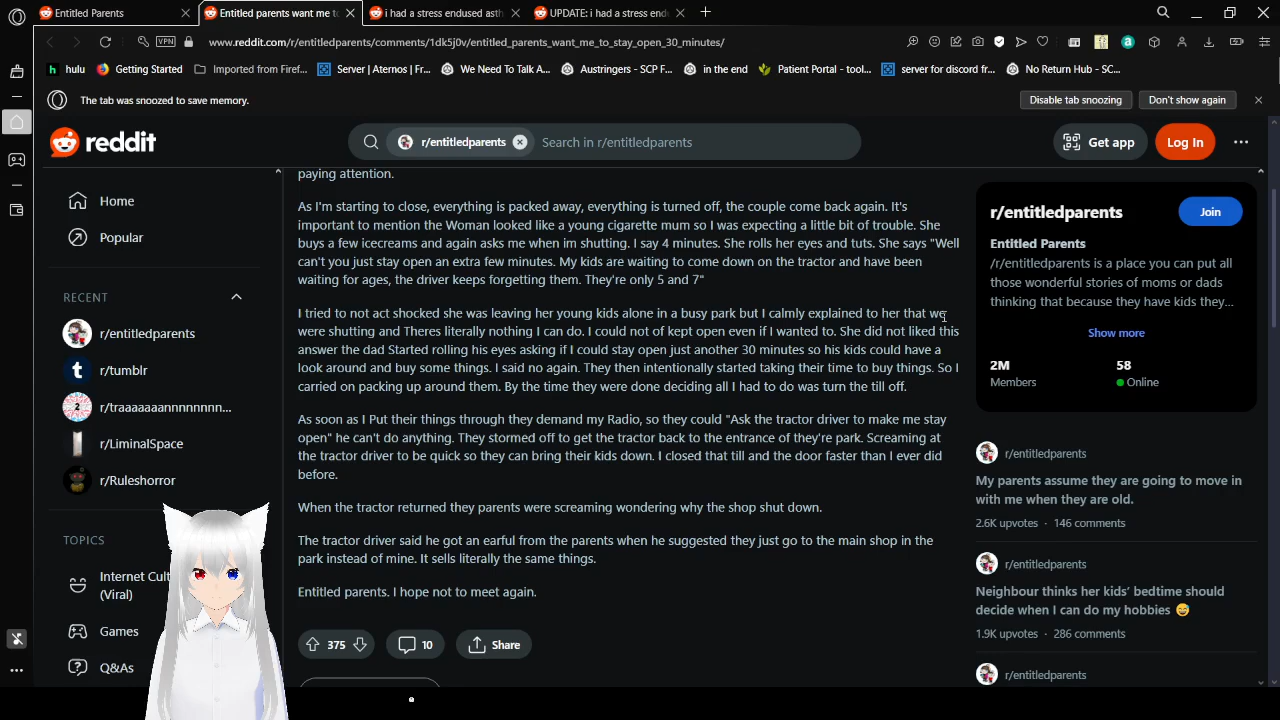 Entitled Parents
Entitled parents want me to
i had a stress endused asth
UPDATE: i had a stress end
VPN
www.reddit.com/r/entitledparents/comments/1dk5j0v/entitled_parents_want_me_to_stay_open_30_minutes/
hulu
Getting Started
Imported from Firef...
Server | Aternos | Fr...
We Need To Talk A...
Austringers - SCP F...
in the end
Patient Portal - tool...
server for discord fr...
No Return Hub - SC...
The tab was snoozed to save memory.
Disable tab snoozing
Don't show again
reddit
r/entitledparents
Search in r/entitledparents
Get app
Log In
Home
Popular
RECENT
r/entitledparents
r/tumblr
r/traaaaaaannnnnnnn...
r/LiminalSpace
r/Ruleshorror
TOPICS
Internet Cult
(Viral)
Games
Q&As
paying attention.
As I'm starting to close, everything is packed away, everything is turned off, the couple come back again. It's
important to mention the Woman looked like a young cigarette mum so I was expecting a little bit of trouble. She
buys a few icecreams and again asks me when im shutting. I say 4 minutes. She rolls her eyes and tuts. She says "Well
can't you just stay open an extra few minutes. My kids are waiting to come down on the tractor and have been
waiting for ages, the driver keeps forgetting them. They're only 5 and 7"
I tried to not act shocked she was leaving her young kids alone in a busy park but I calmly explained to her that we
were shutting and Theres literally nothing I can do. I could not of kept open even if I wanted to. She did not liked this
answer the dad Started rolling his eyes asking if I could stay open just another 30 minutes so his kids could have a
look around and buy some things. I said no again. They then intentionally started taking their time to buy things. So I
carried on packing up around them. By the time they were done deciding all I had to do was turn the till off.
As soon as I Put their things through they demand my Radio, so they could "Ask the tractor driver to make me stay
open" he can't do anything. They stormed off to get the tractor back to the entrance of they're park. Screaming at
the tractor driver to be quick so they can bring their kids down. I closed that till and the door faster than I ever did
before.
When the tractor returned they parents were screaming wondering why the shop shut down.
The tractor driver said he got an earful from the parents when he suggested they just go to the main shop in the
park instead of mine. It sells literally the same things.
Entitled parents. I hope not to meet again.
375
10
Share
r/entitledparents
Join
Entitled Parents
/r/entitledparents is a place you can put all
those wonderful stories of moms or dads
thinking that because they have kids they...
Show more
2M
58
Members
Online
r/entitledparents
My parents assume they are going to move in
with me when they are old.
2.6K upvotes · 146 comments
r/entitledparents
Neighbour thinks her kids' bedtime should
decide when I can do my hobbies
1.9K upvotes · 286 comments
r/entitledparents